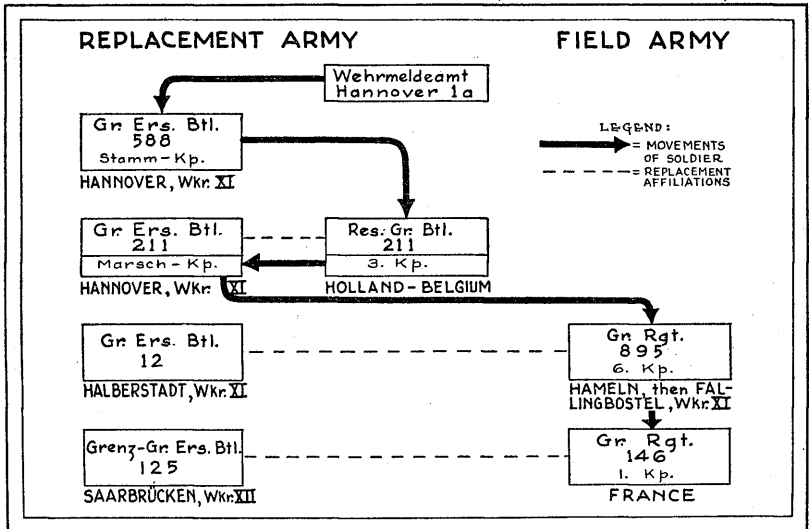 REPLACEMENT ARMY
FIELD ARMY
Wehrmeldeamt
Hannover 1a
Gr. Ers. Btl.
588
Stamm-Kp.
HANNOVER, Wkr. XI
LEGEND:
= MOVEMENTS
OF SOLDIER
= REPLACEMENT
AFFILIATIONS
Gr. Ers. Btl.
211
Marsch-Kp.
HANNOVER, Wkr. XI
Res. Gr. Btl.
211
3. Kp.
HOLLAND-BELGIUM
Gr. Ers. Btl.
12
HALBERSTADT, Wkr. XI
Gr. Rgt.
895
6. Kp.
HAMELN, then FAL-
LINGBOSTEL, Wkr. XI
Grenz-Gr. Ers. Btl.
125
SAARBRÜCKEN, Wkr. XII
Gr. Rgt.
146
1. Kp.
FRANCE